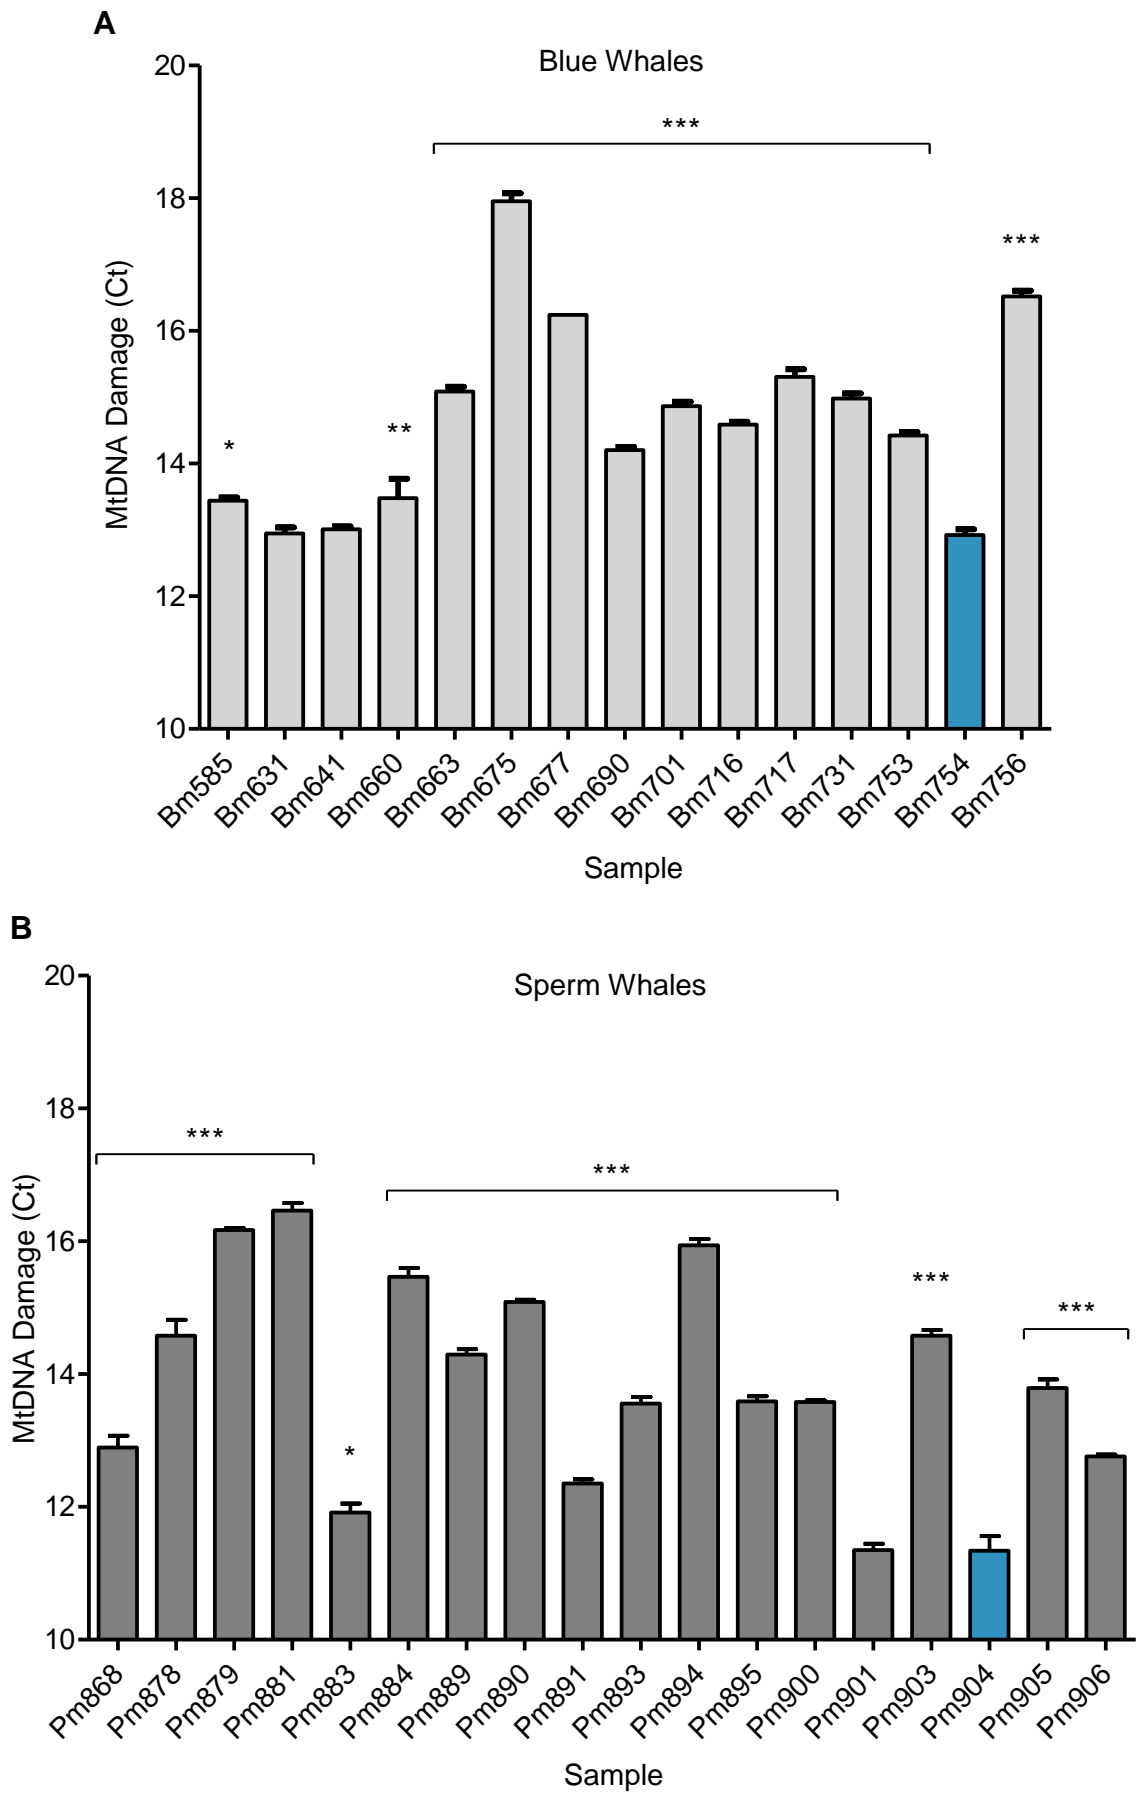 A
Blue Whales
***
***
**
*
20
18
16
14
12
10
MtDNA Damage (Ct)
Bm585
Bm631
Bm641
Bm660
Bm663
Bm675
Bm677
Bm690
Bm701
Bm716
Bm717
Bm731
Bm753
Bm754
Bm756
Sample
B
Sperm Whales
***
***
***
***
*
20
18
16
14
12
10
MtDNA Damage (Ct)
Pm868
Pm878
Pm879
Pm881
Pm883
Pm884
Pm889
Pm890
Pm891
Pm893
Pm894
Pm895
Pm900
Pm901
Pm903
Pm904
Pm905
Pm906
Sample